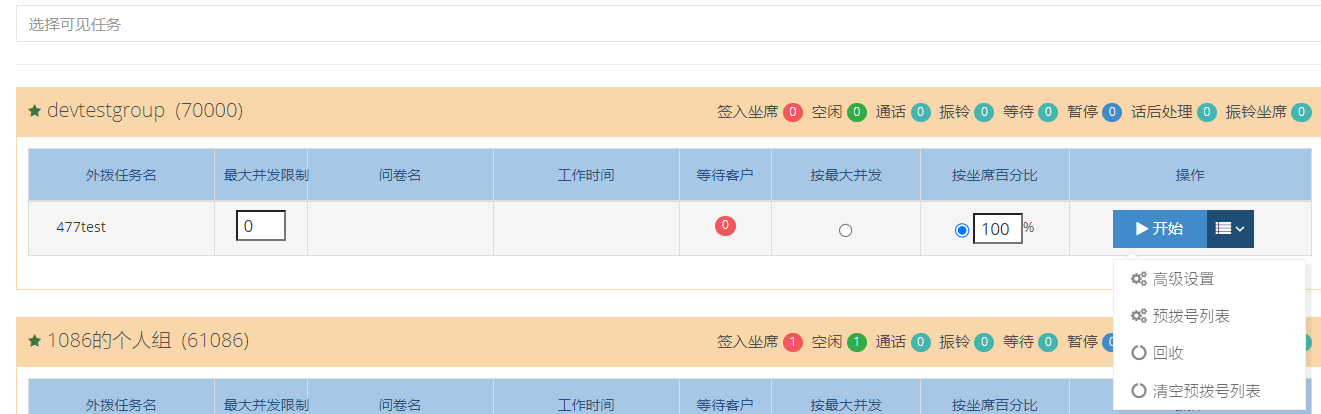 选择可见任务
devtestgroup (70000) 签入坐席 0 空闲 0 通话 0 振铃 0 等待 0 暂停 0 话后处理 0 振铃坐席 0
外拨任务名 最大并发限制 问卷名 工作时间 等待客户 按最大并发 按坐席百分比 操作
477test 0 0 100 % 开始
高级设置
预拨号列表
回收
清空预拨号列表
1086的个人组 (61086) 签入坐席 1 空闲 1 通话 0 振铃 0 等待 0 暂停
外拨任务名 最大并发限制 问卷名 工作时间 等待客户 按最大并发 按坐席百分比